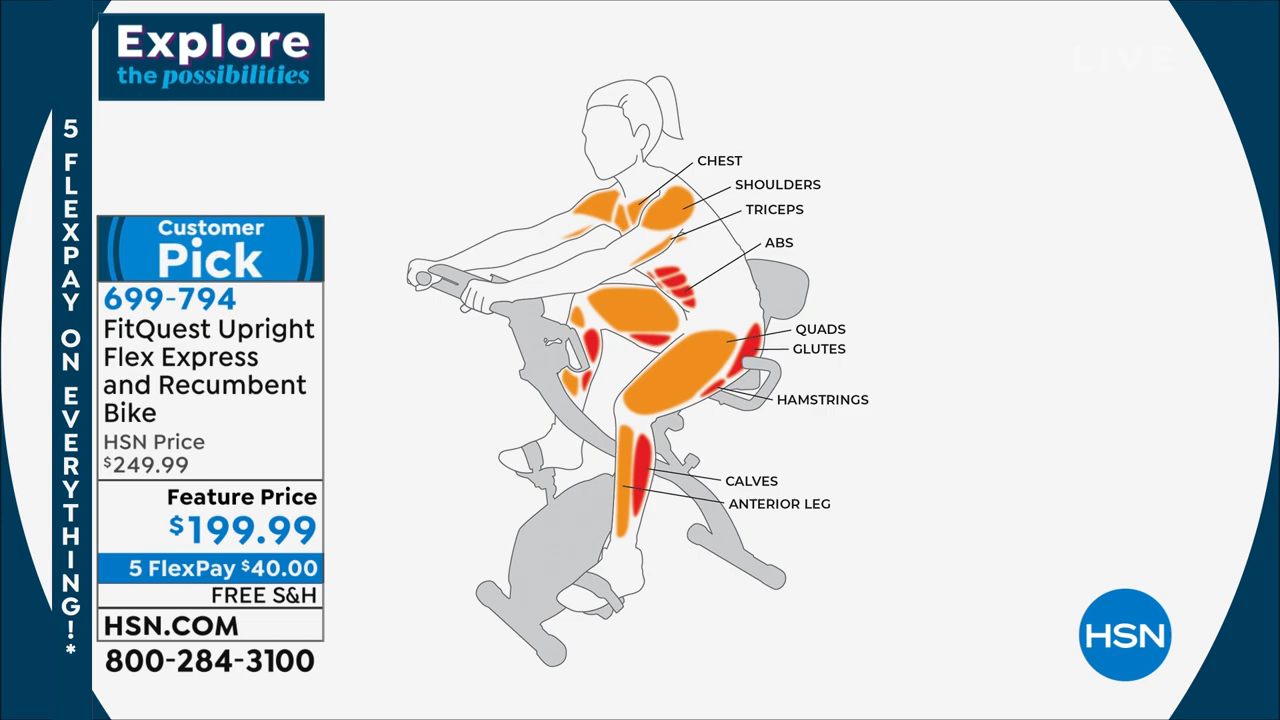 Explore
the possibilities
5 FLEXPAY ON EVERYTHING!*
Customer
Pick
699-794
FitQuest Upright
Flex Express
and Recumbent
Bike
HSN Price
$249.99
Feature Price
$199.99
5 FlexPay $40.00
FREE S&H
HSN.COM
800-284-3100
LIVE
CHEST
SHOULDERS
TRICEPS
ABS
QUADS
GLUTES
HAMSTRINGS
CALVES
ANTERIOR LEG
HSN